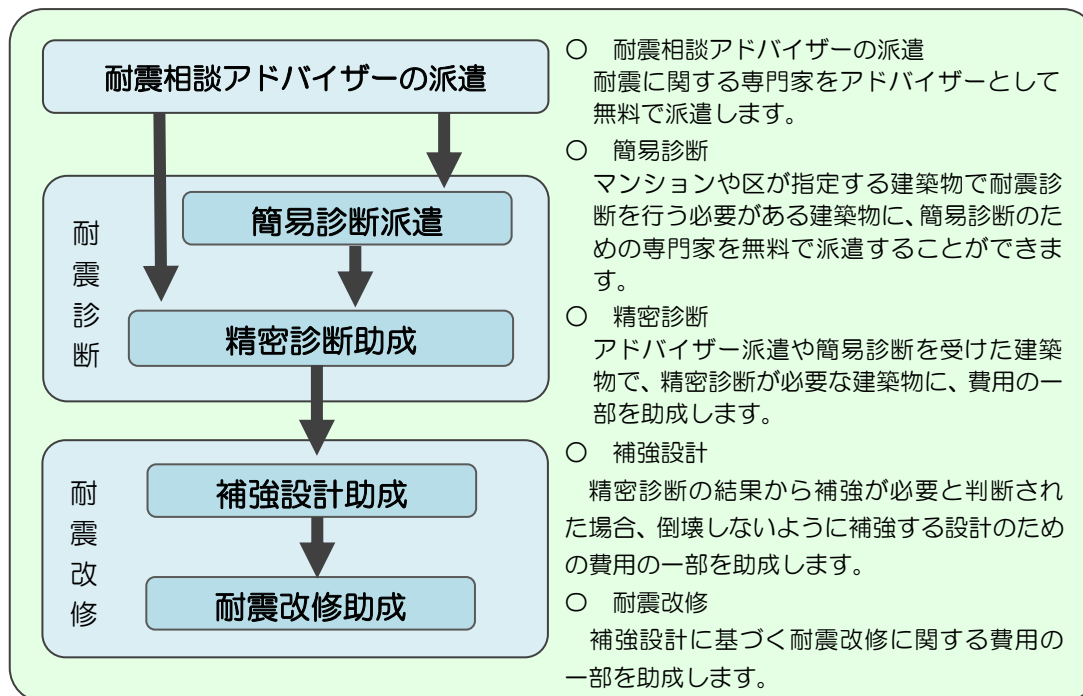 耐震相談アドバイザーの派遣
耐震診断
簡易診断派遣
精密診断助成
耐震改修
補強設計助成
耐震改修助成
○　耐震相談アドバイザーの派遣
耐震に関する専門家をアドバイザーとして
無料で派遣します。
○　簡易診断
マンションや区が指定する建築物で耐震診
断を行う必要がある建築物に、簡易診断のた
めの専門家を無料で派遣することができま
す。
○　精密診断
アドバイザー派遣や簡易診断を受けた建築
物で、精密診断が必要な建築物に、費用の一
部を助成します。
○　補強設計
精密診断の結果から補強が必要と判断され
た場合、倒壊しないように補強する設計のため
の費用の一部を助成します。
○　耐震改修
補強設計に基づく耐震改修に関する費用の
一部を助成します。